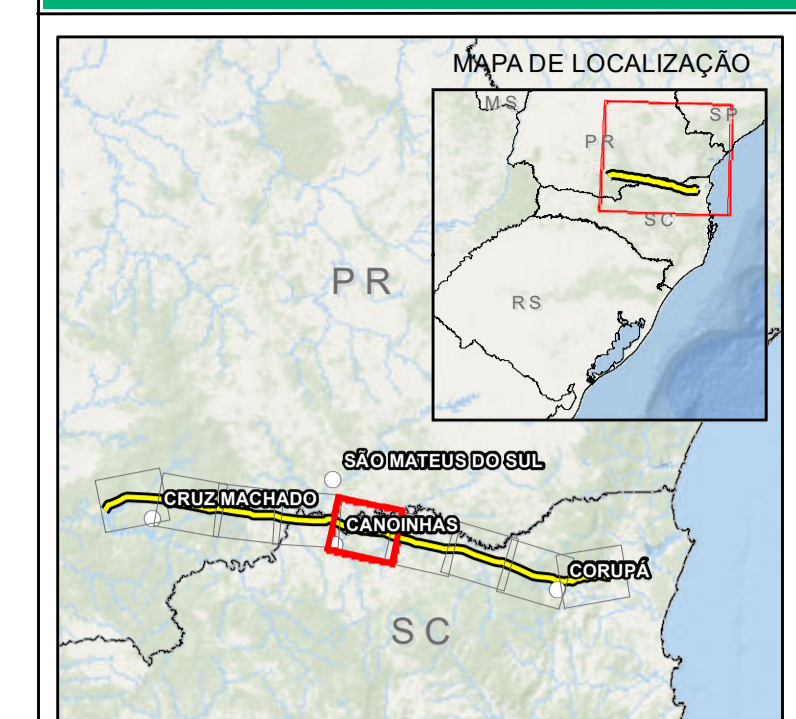 MAPA DE LOCALIZAÇÃO
MS
SP
PR
SC
RS
PR
SÃO MATEUS DO SUL
CRUZ MACHADO
CANOINHAS
CORUPÁ
SC